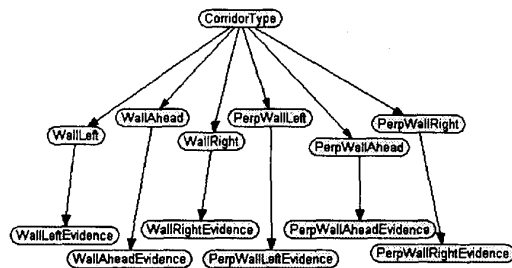 CorridorType
WallLeft
WallAhead
WallRight
PerpWallLeft
PerpWallAhead
PerpWallRight
WallLeftEvidence
WallAheadEvidence
WallRightEvidence
PerpWallLeftEvidence
PerpWallAheadEvidence
PerpWallRightEvidence